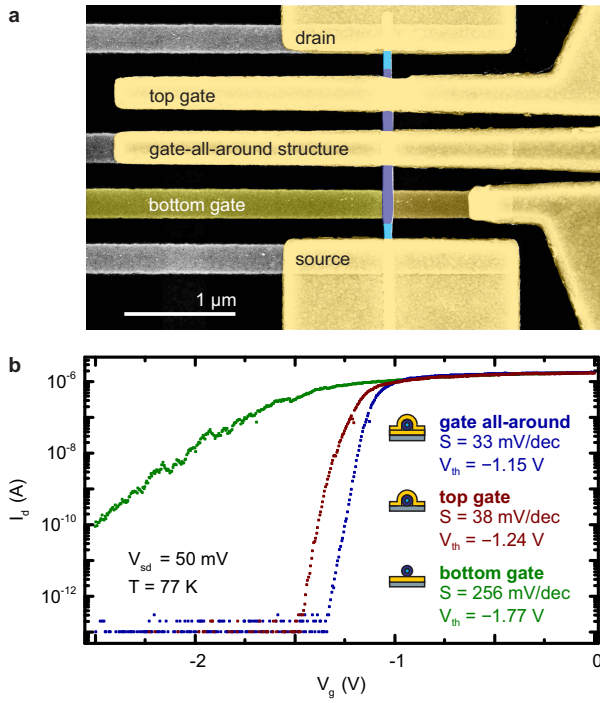 a
drain
top gate
gate-all-around structure
bottom gate
source
1 μm
b
10⁻⁶
10⁻⁸
10⁻¹⁰
10⁻¹²
I_d (A)
gate all-around
S = 33 mV/dec
V_th = −1.15 V
top gate
S = 38 mV/dec
V_th = −1.24 V
bottom gate
S = 256 mV/dec
V_th = −1.77 V
V_sd = 50 mV
T = 77 K
-2
-1
0
V_g (V)